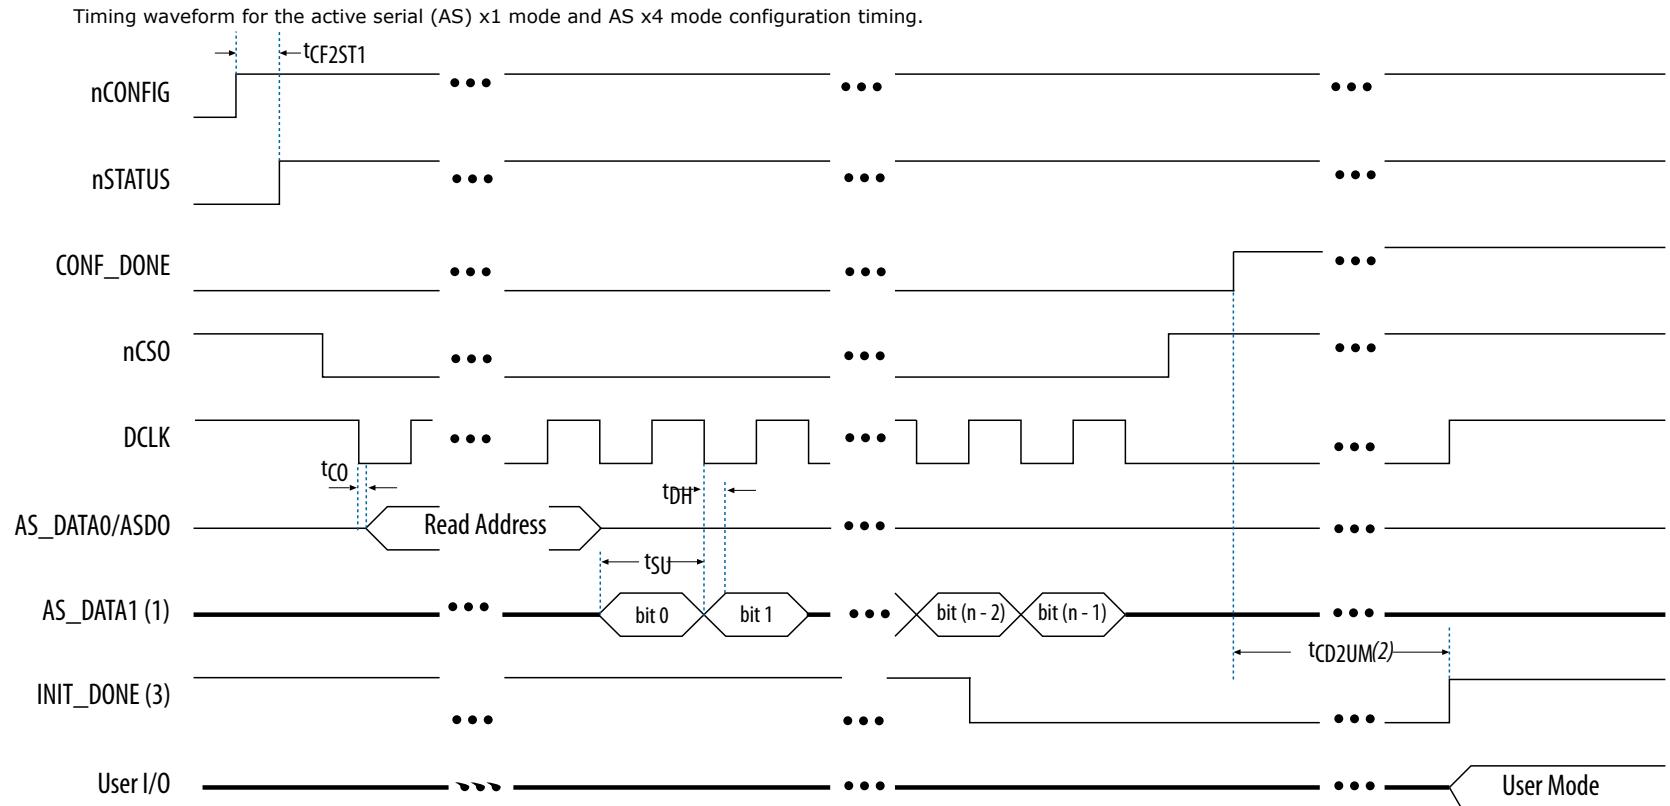 Timing waveform for the active serial (AS) x1 mode and AS x4 mode configuration timing.
tCF2ST1
nCONFIG
nSTATUS
CONF_DONE
nCSO
DCLK
tCO
tDH
AS_DATA0/ASDO
Read Address
tSU
AS_DATA1 (1)
bit 0
bit 1
bit (n - 2)
bit (n - 1)
tCD2UM(2)
INIT_DONE (3)
User I/O
User Mode